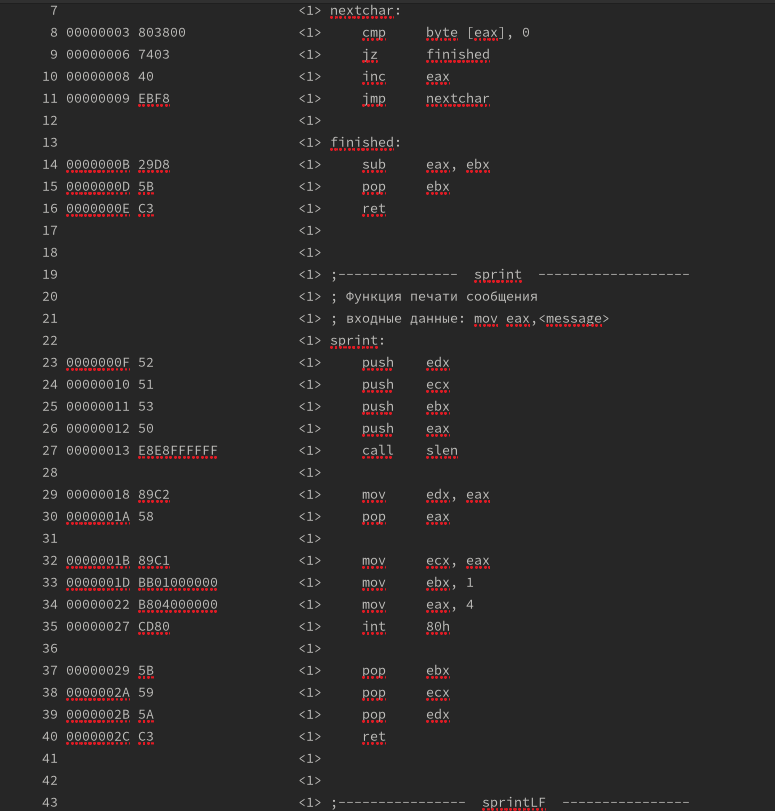 7 <1> nextchar:
8 00000003 803800 <1> cmp byte [eax], 0
9 00000006 7403 <1> jz finished
10 00000008 40 <1> inc eax
11 00000009 EBF8 <1> jmp nextchar
12 <1>
13 <1> finished:
14 0000000B 29D8 <1> sub eax, ebx
15 0000000D 5B <1> pop ebx
16 0000000E C3 <1> ret
17 <1>
18 <1>
19 <1> ;--------------- sprint -------------------
20 <1> ; Функция печати сообщения
21 <1> ; входные данные: mov eax,<message>
22 <1> sprint:
23 0000000F 52 <1> push edx
24 00000010 51 <1> push ecx
25 00000011 53 <1> push ebx
26 00000012 50 <1> push eax
27 00000013 E8E8FFFFFF <1> call slen
28 <1>
29 00000018 89C2 <1> mov edx, eax
30 0000001A 58 <1> pop eax
31 <1>
32 0000001B 89C1 <1> mov ecx, eax
33 0000001D BB01000000 <1> mov ebx, 1
34 00000022 B804000000 <1> mov eax, 4
35 00000027 CD80 <1> int 80h
36 <1>
37 00000029 5B <1> pop ebx
38 0000002A 59 <1> pop ecx
39 0000002B 5A <1> pop edx
40 0000002C C3 <1> ret
41 <1>
42 <1>
43 <1> ;---------------- sprintLF ----------------